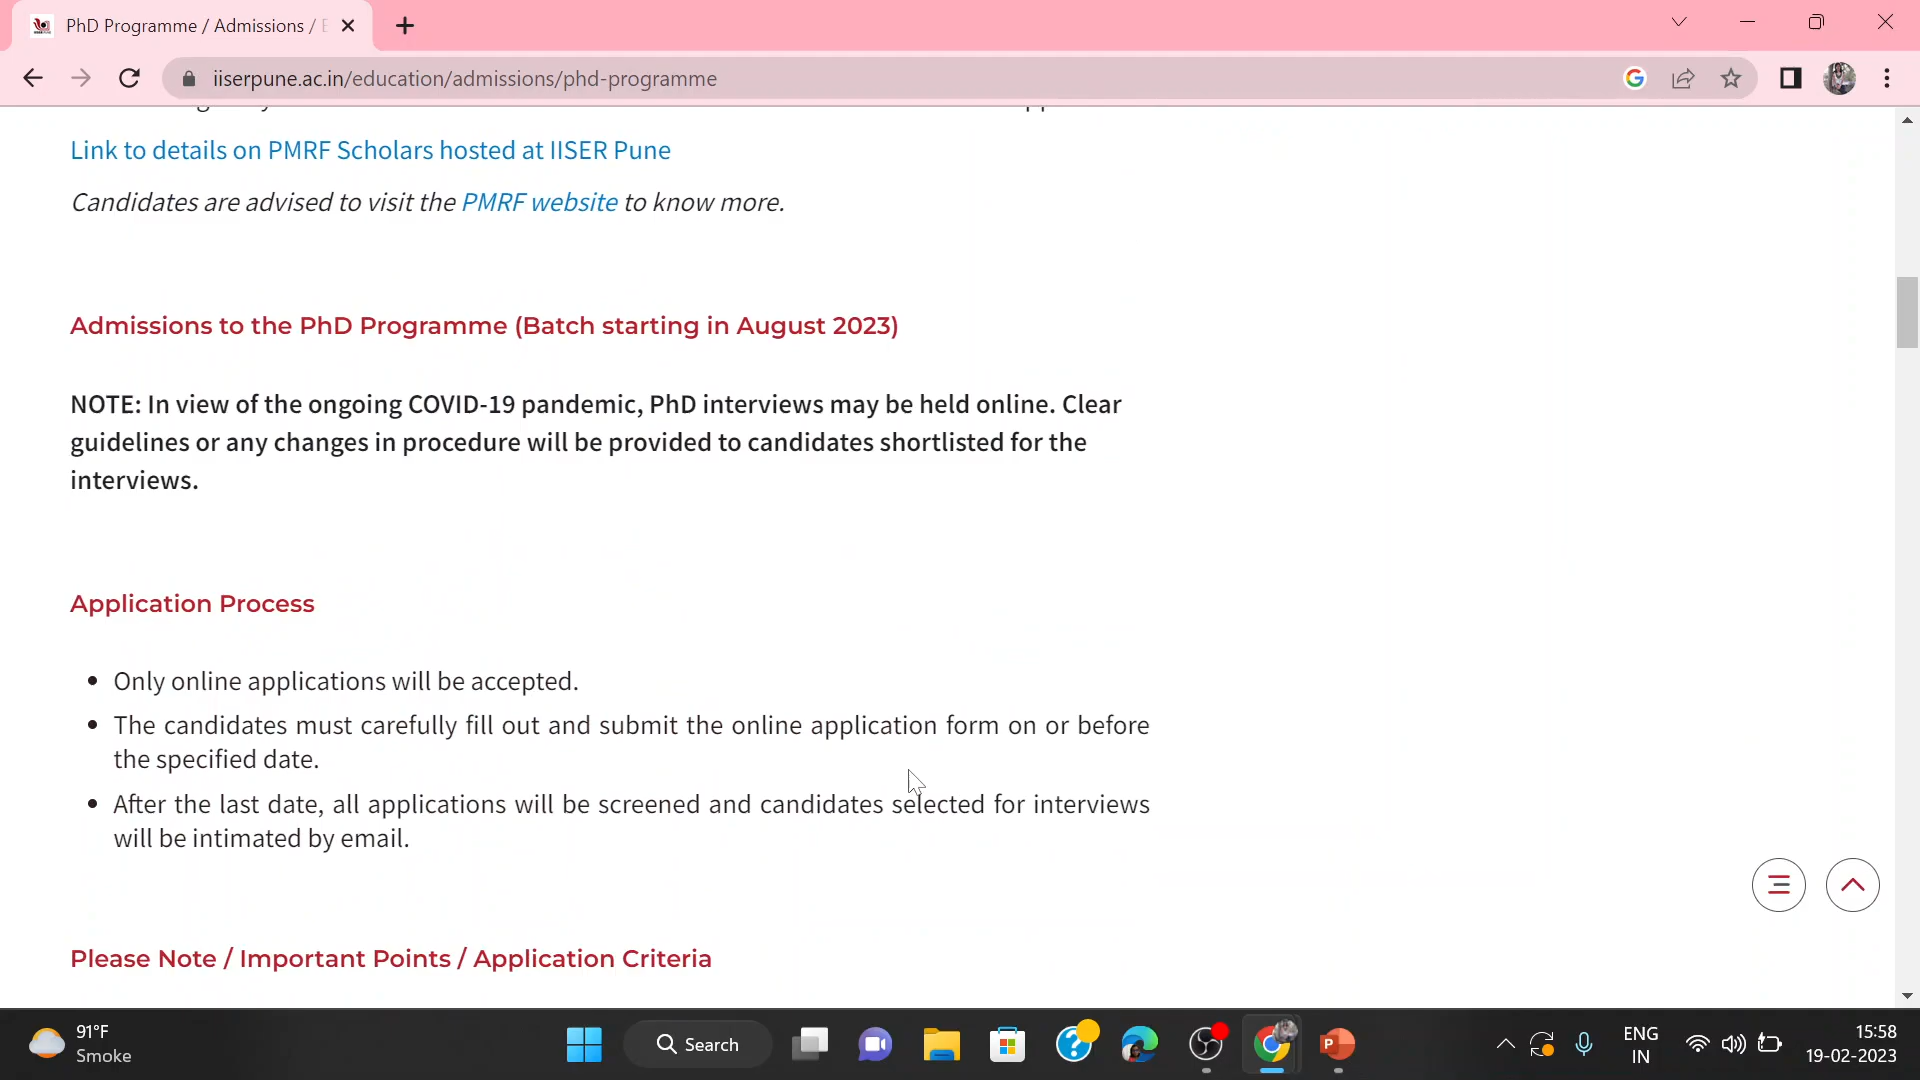 PhD Programme / Admissions /
iiserpune.ac.in/education/admissions/phd-programme
Link to details on PMRF Scholars hosted at IISER Pune
Candidates are advised to visit the PMRF website to know more.
Admissions to the PhD Programme (Batch starting in August 2023)
NOTE: In view of the ongoing COVID-19 pandemic, PhD interviews may be held online. Clear
guidelines or any changes in procedure will be provided to candidates shortlisted for the
interviews.
Application Process
• Only online applications will be accepted.
• The candidates must carefully fill out and submit the online application form on or before
the specified date.
• After the last date, all applications will be screened and candidates selected for interviews
will be intimated by email.
Please Note / Important Points / Application Criteria
91°F
Smoke
Search
ENG
IN
15:58
19-02-2023